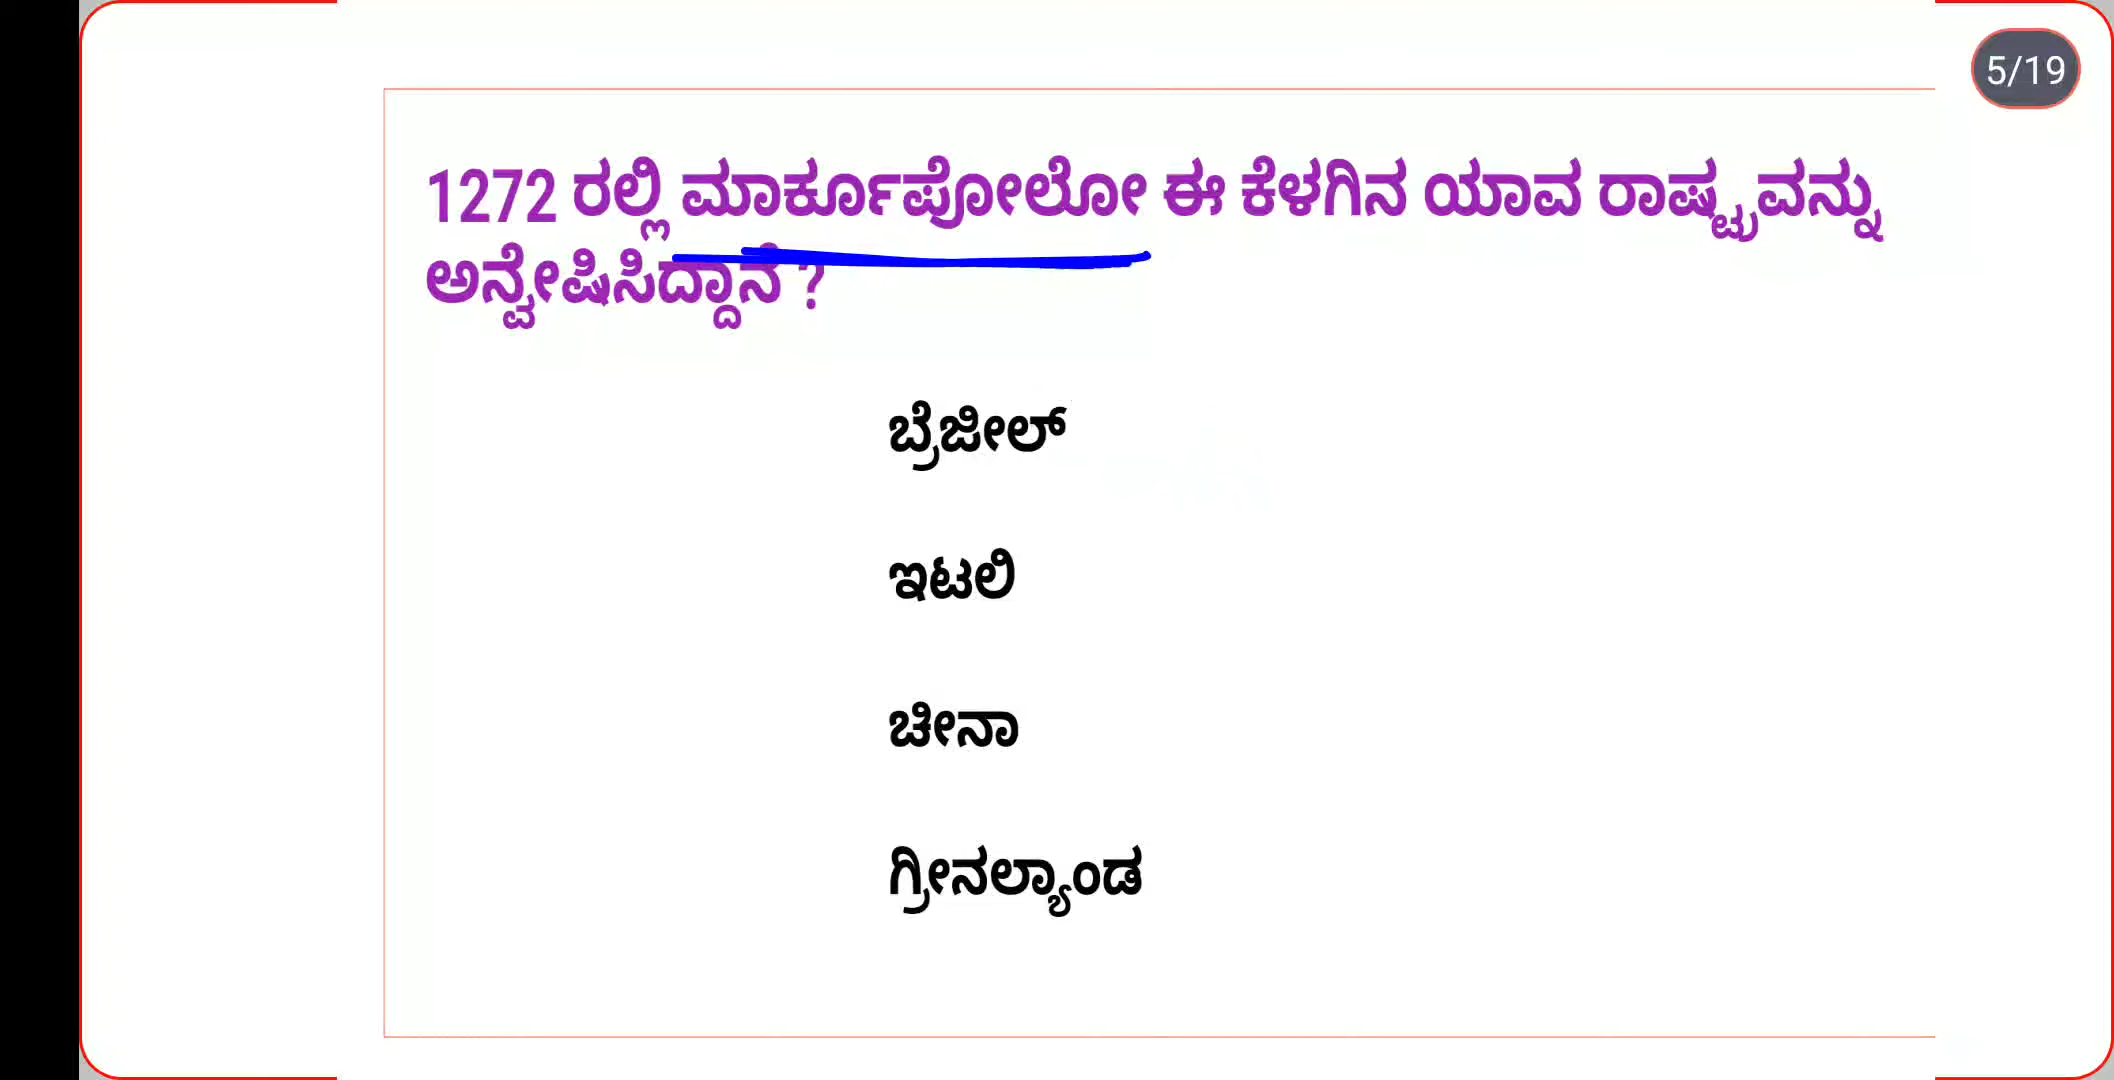 5/19
1272 ರಲ್ಲಿ ಮಾರ್ಕೂಪೋಲೋ ಈ ಕೆಳಗಿನ ಯಾವ ರಾಷ್ಟ್ರವನ್ನು
ಅನ್ವೇಷಿಸಿದ್ದಾನೆ ?
ಬ್ರೆಜೀಲ್
ಇಟಲಿ
ಚೀನಾ
ಗ್ರೀನಲ್ಯಾಂಡ